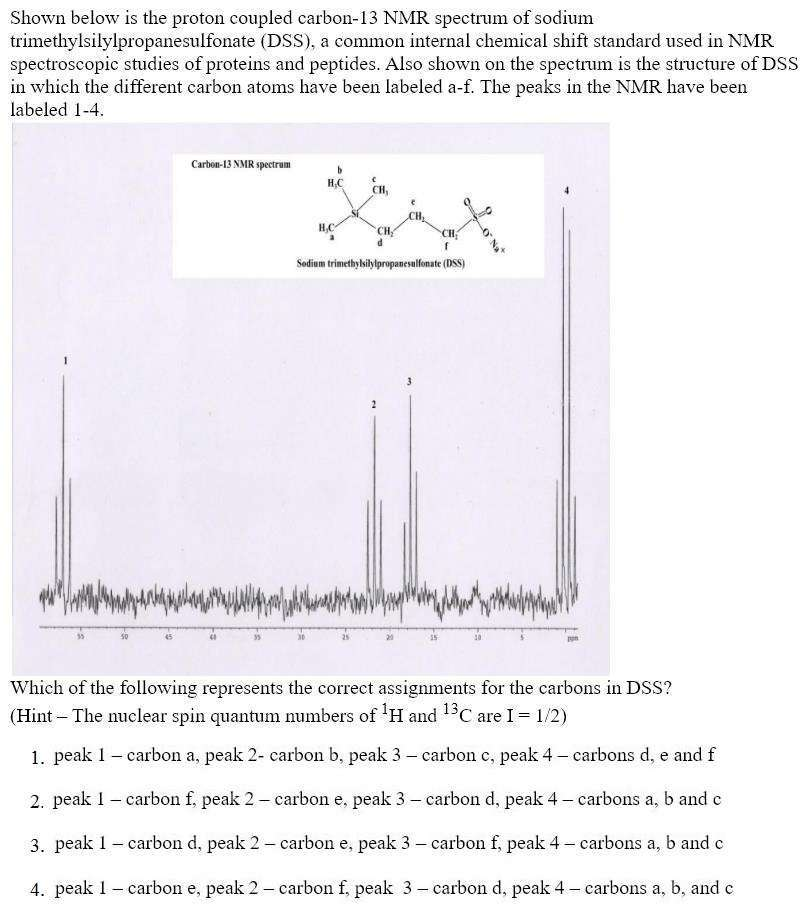 Shown below is the proton coupled carbon-13 NMR spectrum of sodium
trimethylsilylpropanesulfonate (DSS), a common internal chemical shift standard used in NMR
spectroscopic studies of proteins and peptides. Also shown on the spectrum is the structure of DSS
in which the different carbon atoms have been labeled a-f. The peaks in the NMR have been
labeled 1-4.
Carbon-13 NMR spectrum
b
H₃C
c
CH₃
Si
H₃C
a
CH₂
d
e
CH₂
CH₂
f
O
S
O
O
Sodium trimethylsilylpropanesulfonate (DSS)
1
2
3
4
55 50 45 40 35 30 25 20 15 10 5 ppm
Which of the following represents the correct assignments for the carbons in DSS?
(Hint – The nuclear spin quantum numbers of ¹H and ¹³C are I = 1/2)
1. peak 1 – carbon a, peak 2- carbon b, peak 3 – carbon c, peak 4 – carbons d, e and f
2. peak 1 – carbon f, peak 2 – carbon e, peak 3 – carbon d, peak 4 – carbons a, b and c
3. peak 1 – carbon d, peak 2 – carbon e, peak 3 – carbon f, peak 4 – carbons a, b and c
4. peak 1 – carbon e, peak 2 – carbon f, peak 3 – carbon d, peak 4 – carbons a, b, and c